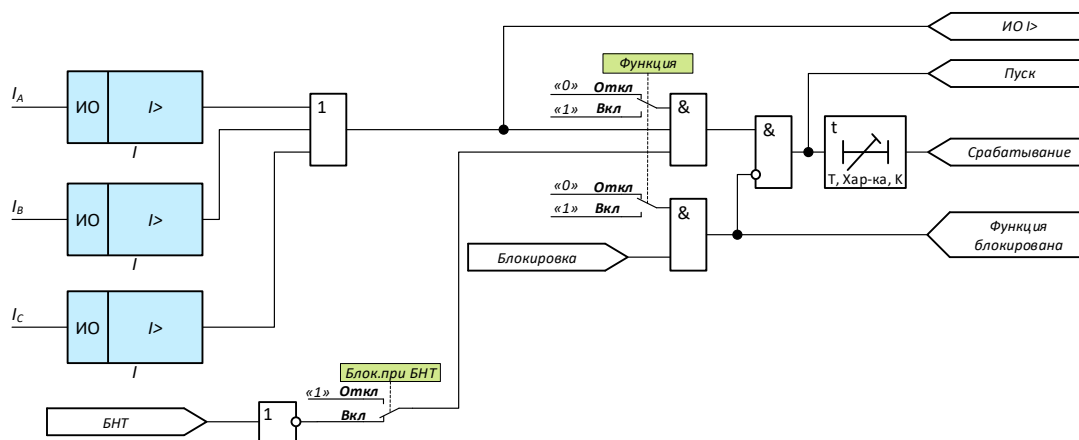 ИО I>
Функция
Пуск
«0» Откл
«1» Вкл
&
I_A
ИО I>
I
1
&
t
T, Хар-ка, K
Срабатывание
«0» Откл
«1» Вкл
&
I_B
ИО I>
I
Функция
блокирована
Блокировка
I_C
ИО I>
I
Блок.при БНТ
«1» Откл
Вкл
БНТ
1